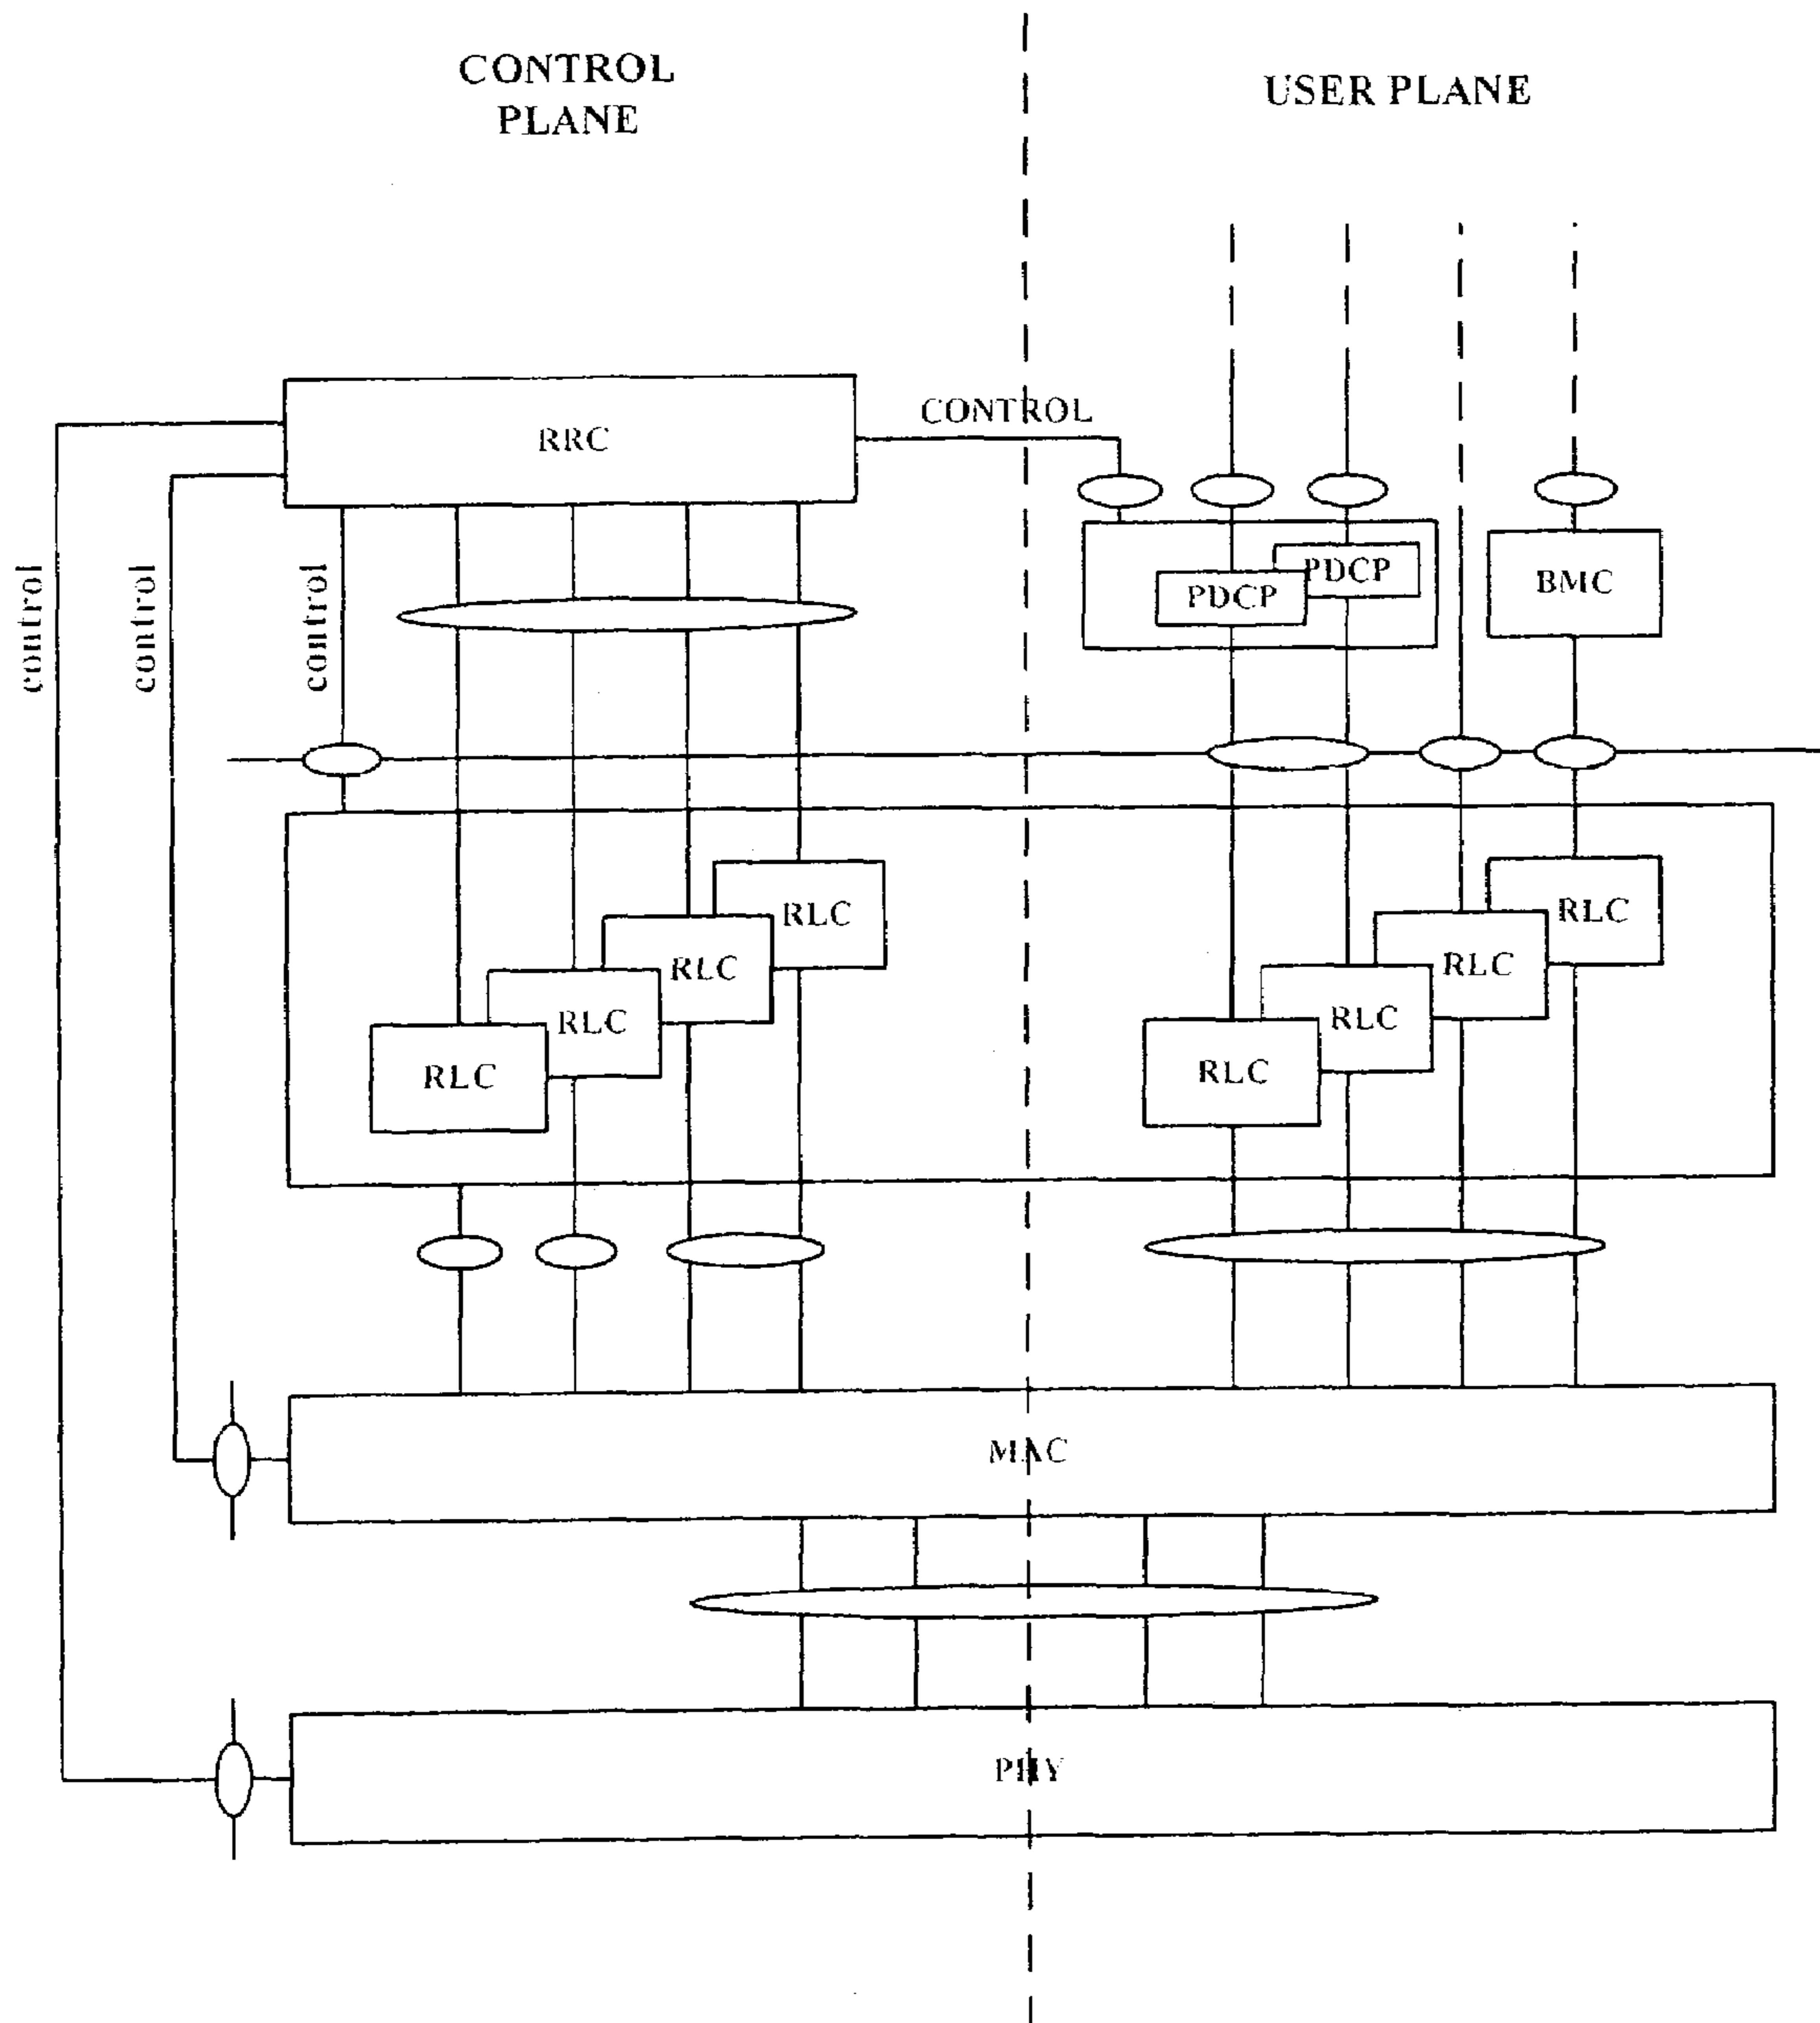 CONTROL
PLANE
USER PLANE
CONTROL
RRC
control
control
control
PDCP
PDCP
BMC
RLC
RLC
RLC
RLC
RLC
RLC
RLC
RLC
MAC
PHY